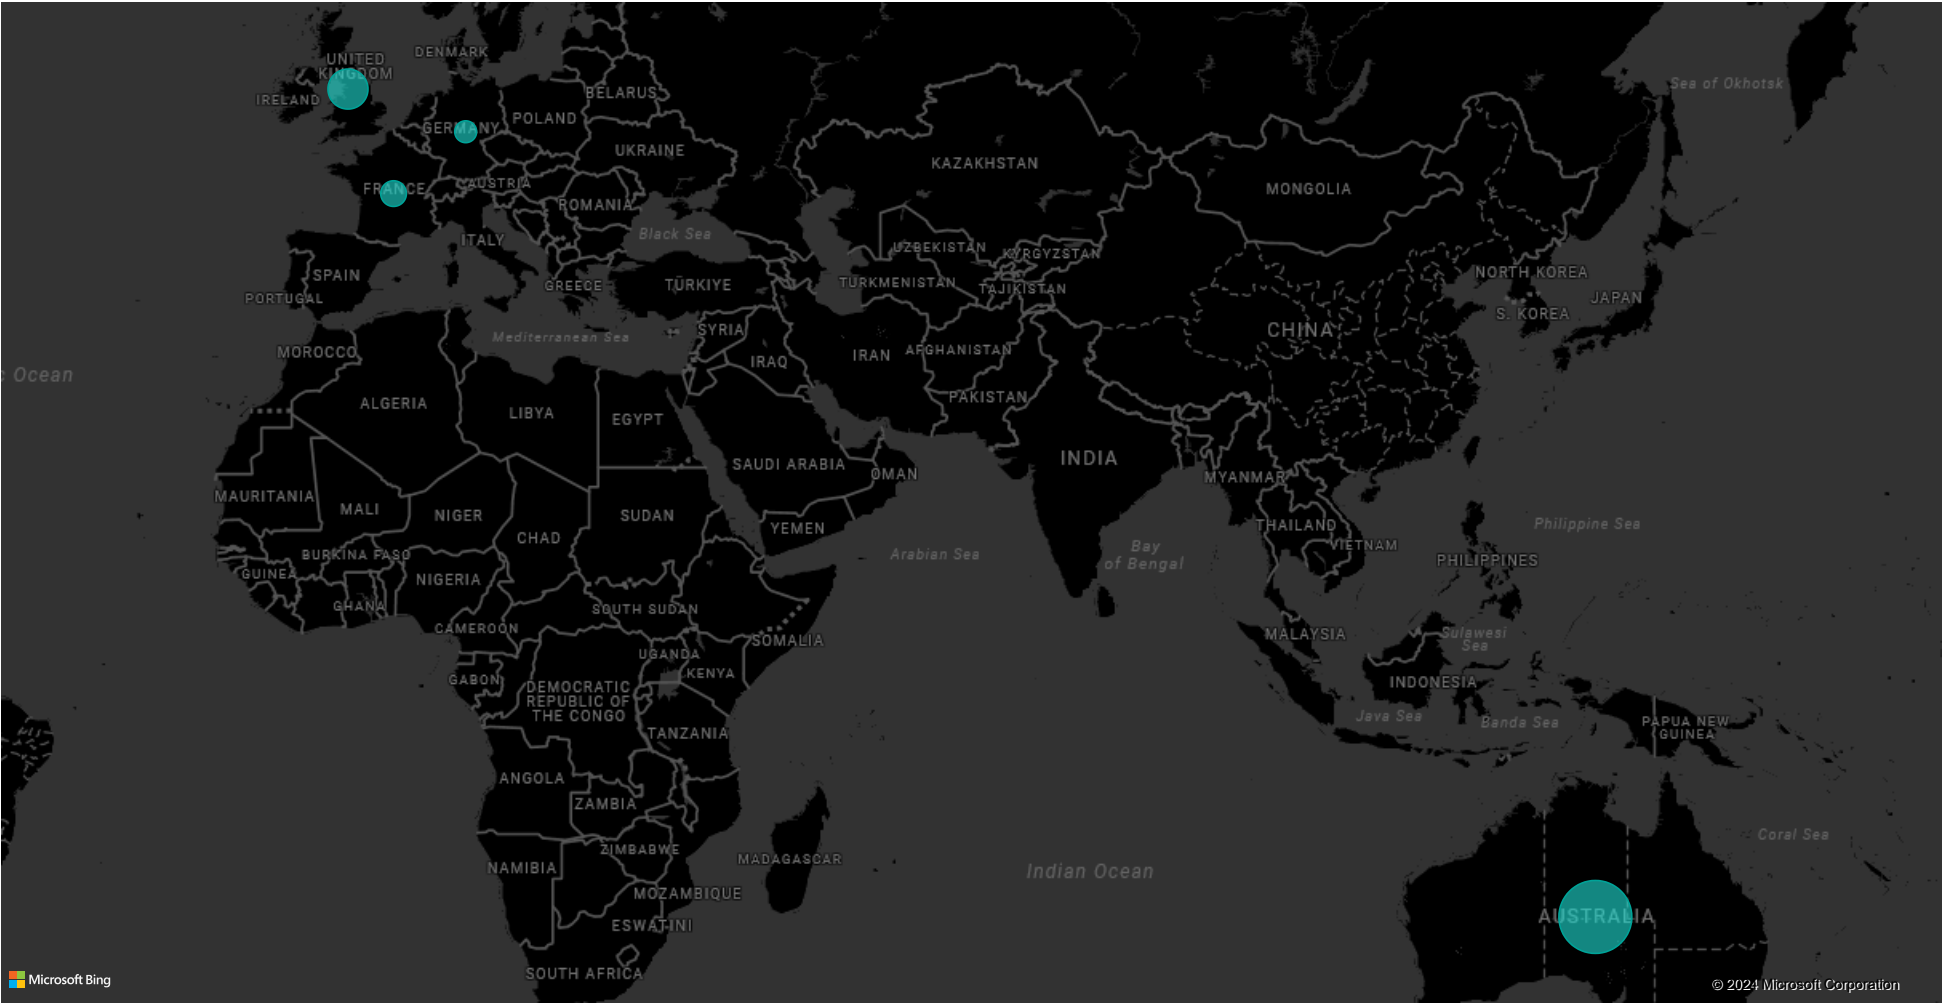 UNITED
KINGDOM
DENMARK
IRELAND
BELARUS
Sea of Okhotsk
GERMANY
POLAND
UKRAINE
KAZAKHSTAN
FRANCE
AUSTRIA
MONGOLIA
ROMANIA
Black Sea
ITALY
UZBEKISTAN
KYRGYZSTAN
SPAIN
PORTUGAL
GREECE
TÜRKIYE
TURKMENISTAN
TAJIKISTAN
NORTH KOREA
JAPAN
S. KOREA
Mediterranean Sea
SYRIA
CHINA
MOROCCO
IRAQ
IRAN
AFGHANISTAN
c Ocean
ALGERIA
LIBYA
EGYPT
PAKISTAN
INDIA
SAUDI ARABIA
OMAN
MYANMAR
MAURITANIA
MALI
NIGER
SUDAN
YEMEN
THAILAND
Philippine Sea
CHAD
VIETNAM
BURKINA FASO
Arabian Sea
Bay
of Bengal
PHILIPPINES
GUINEA
NIGERIA
GHANA
SOUTH SUDAN
CAMEROON
SOMALIA
MALAYSIA
Sulawesi
Sea
UGANDA
KENYA
GABON
DEMOCRATIC
REPUBLIC OF
THE CONGO
INDONESIA
Java Sea
Banda Sea
PAPUA NEW
GUINEA
TANZANIA
ANGOLA
ZAMBIA
Coral Sea
ZIMBABWE
MADAGASCAR
NAMIBIA
Indian Ocean
MOZAMBIQUE
ESWATINI
AUSTRALIA
SOUTH AFRICA
Microsoft Bing
© 2024 Microsoft Corporation